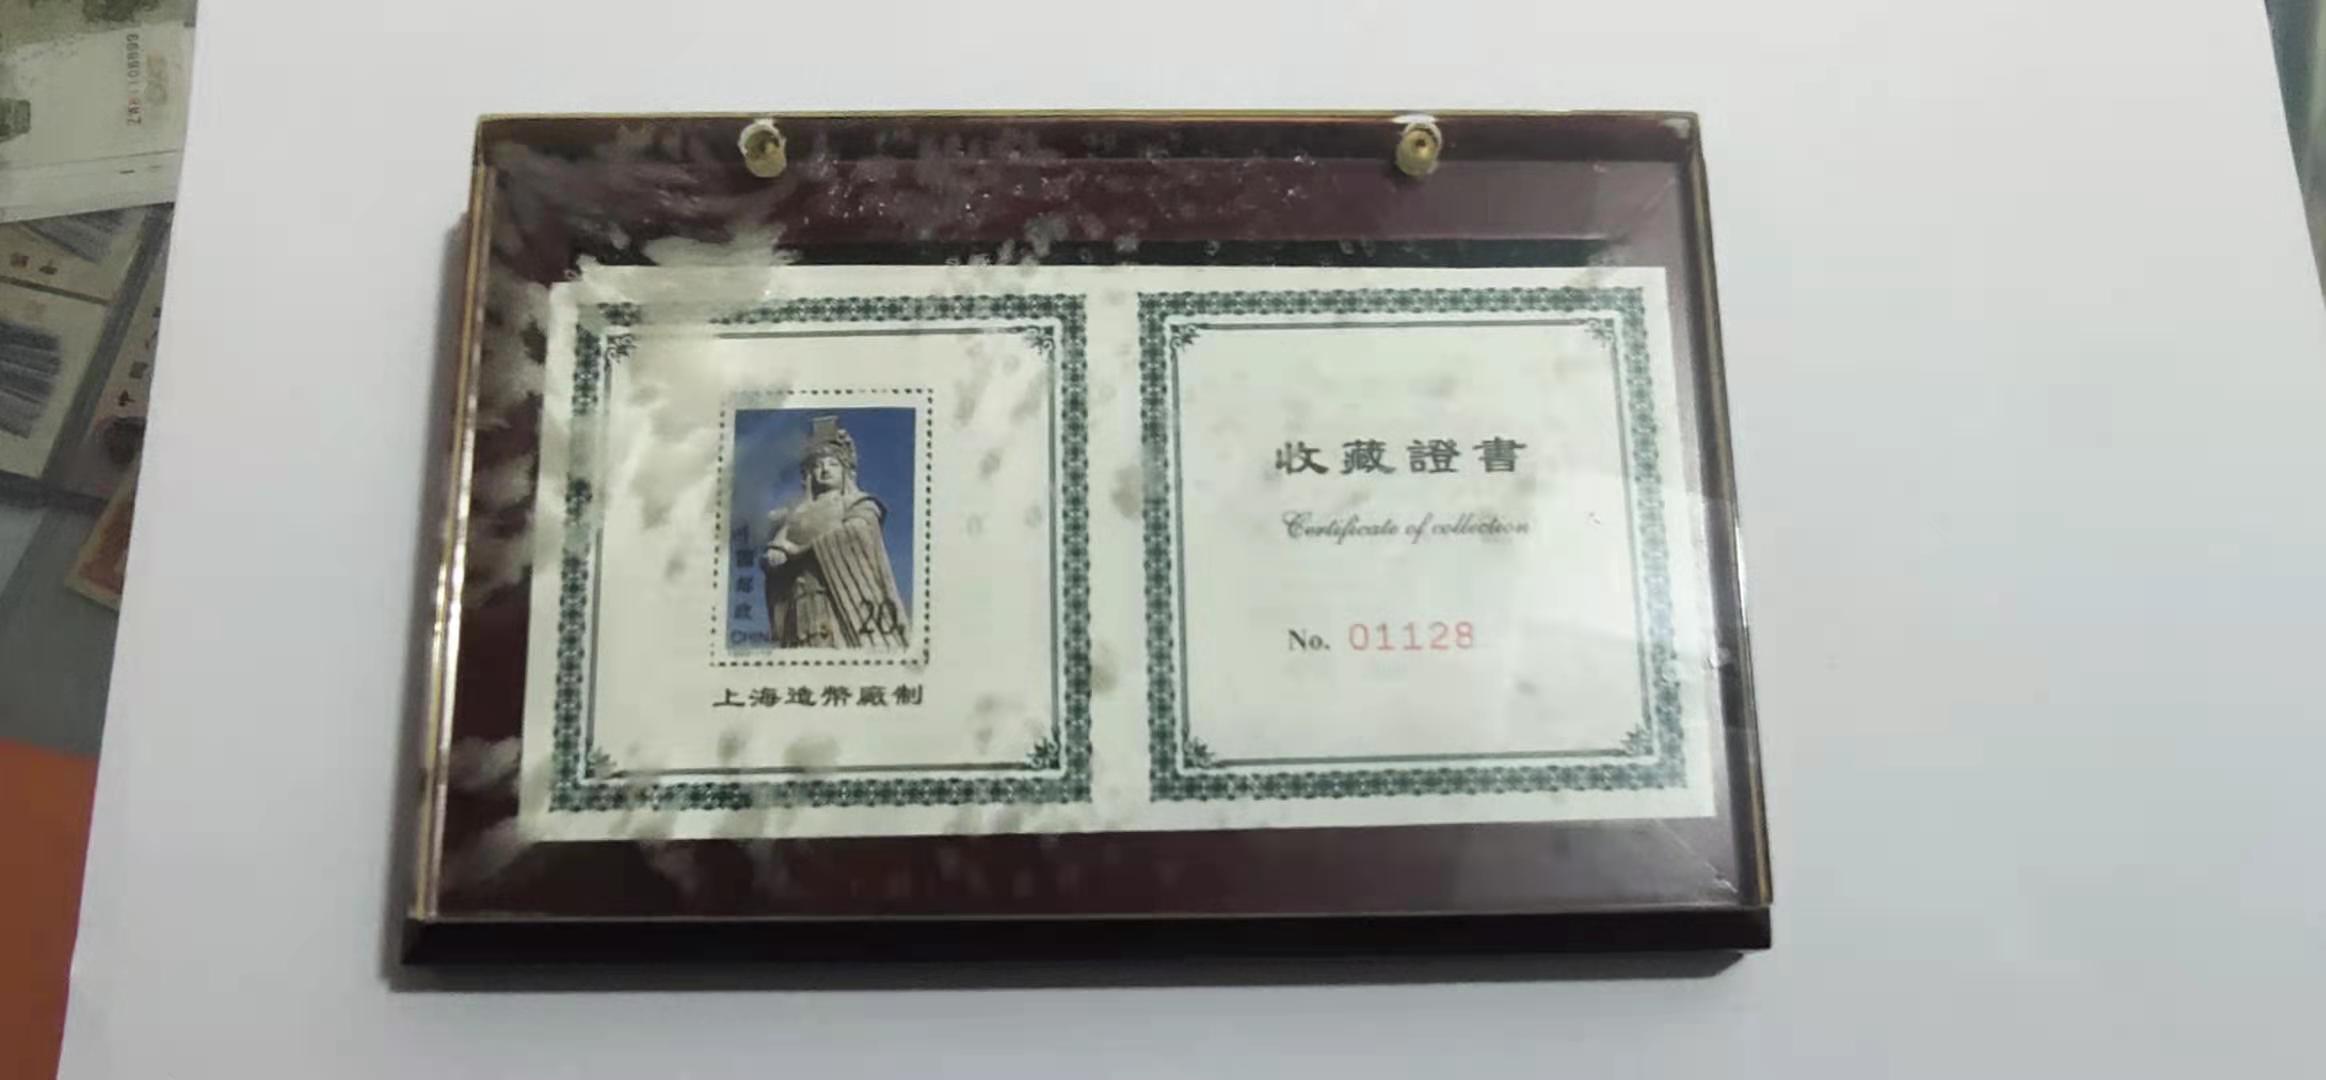 中國郵政
CHINA
20
上海造幣廠制
收藏證書
Certificate of collection
No. 01128